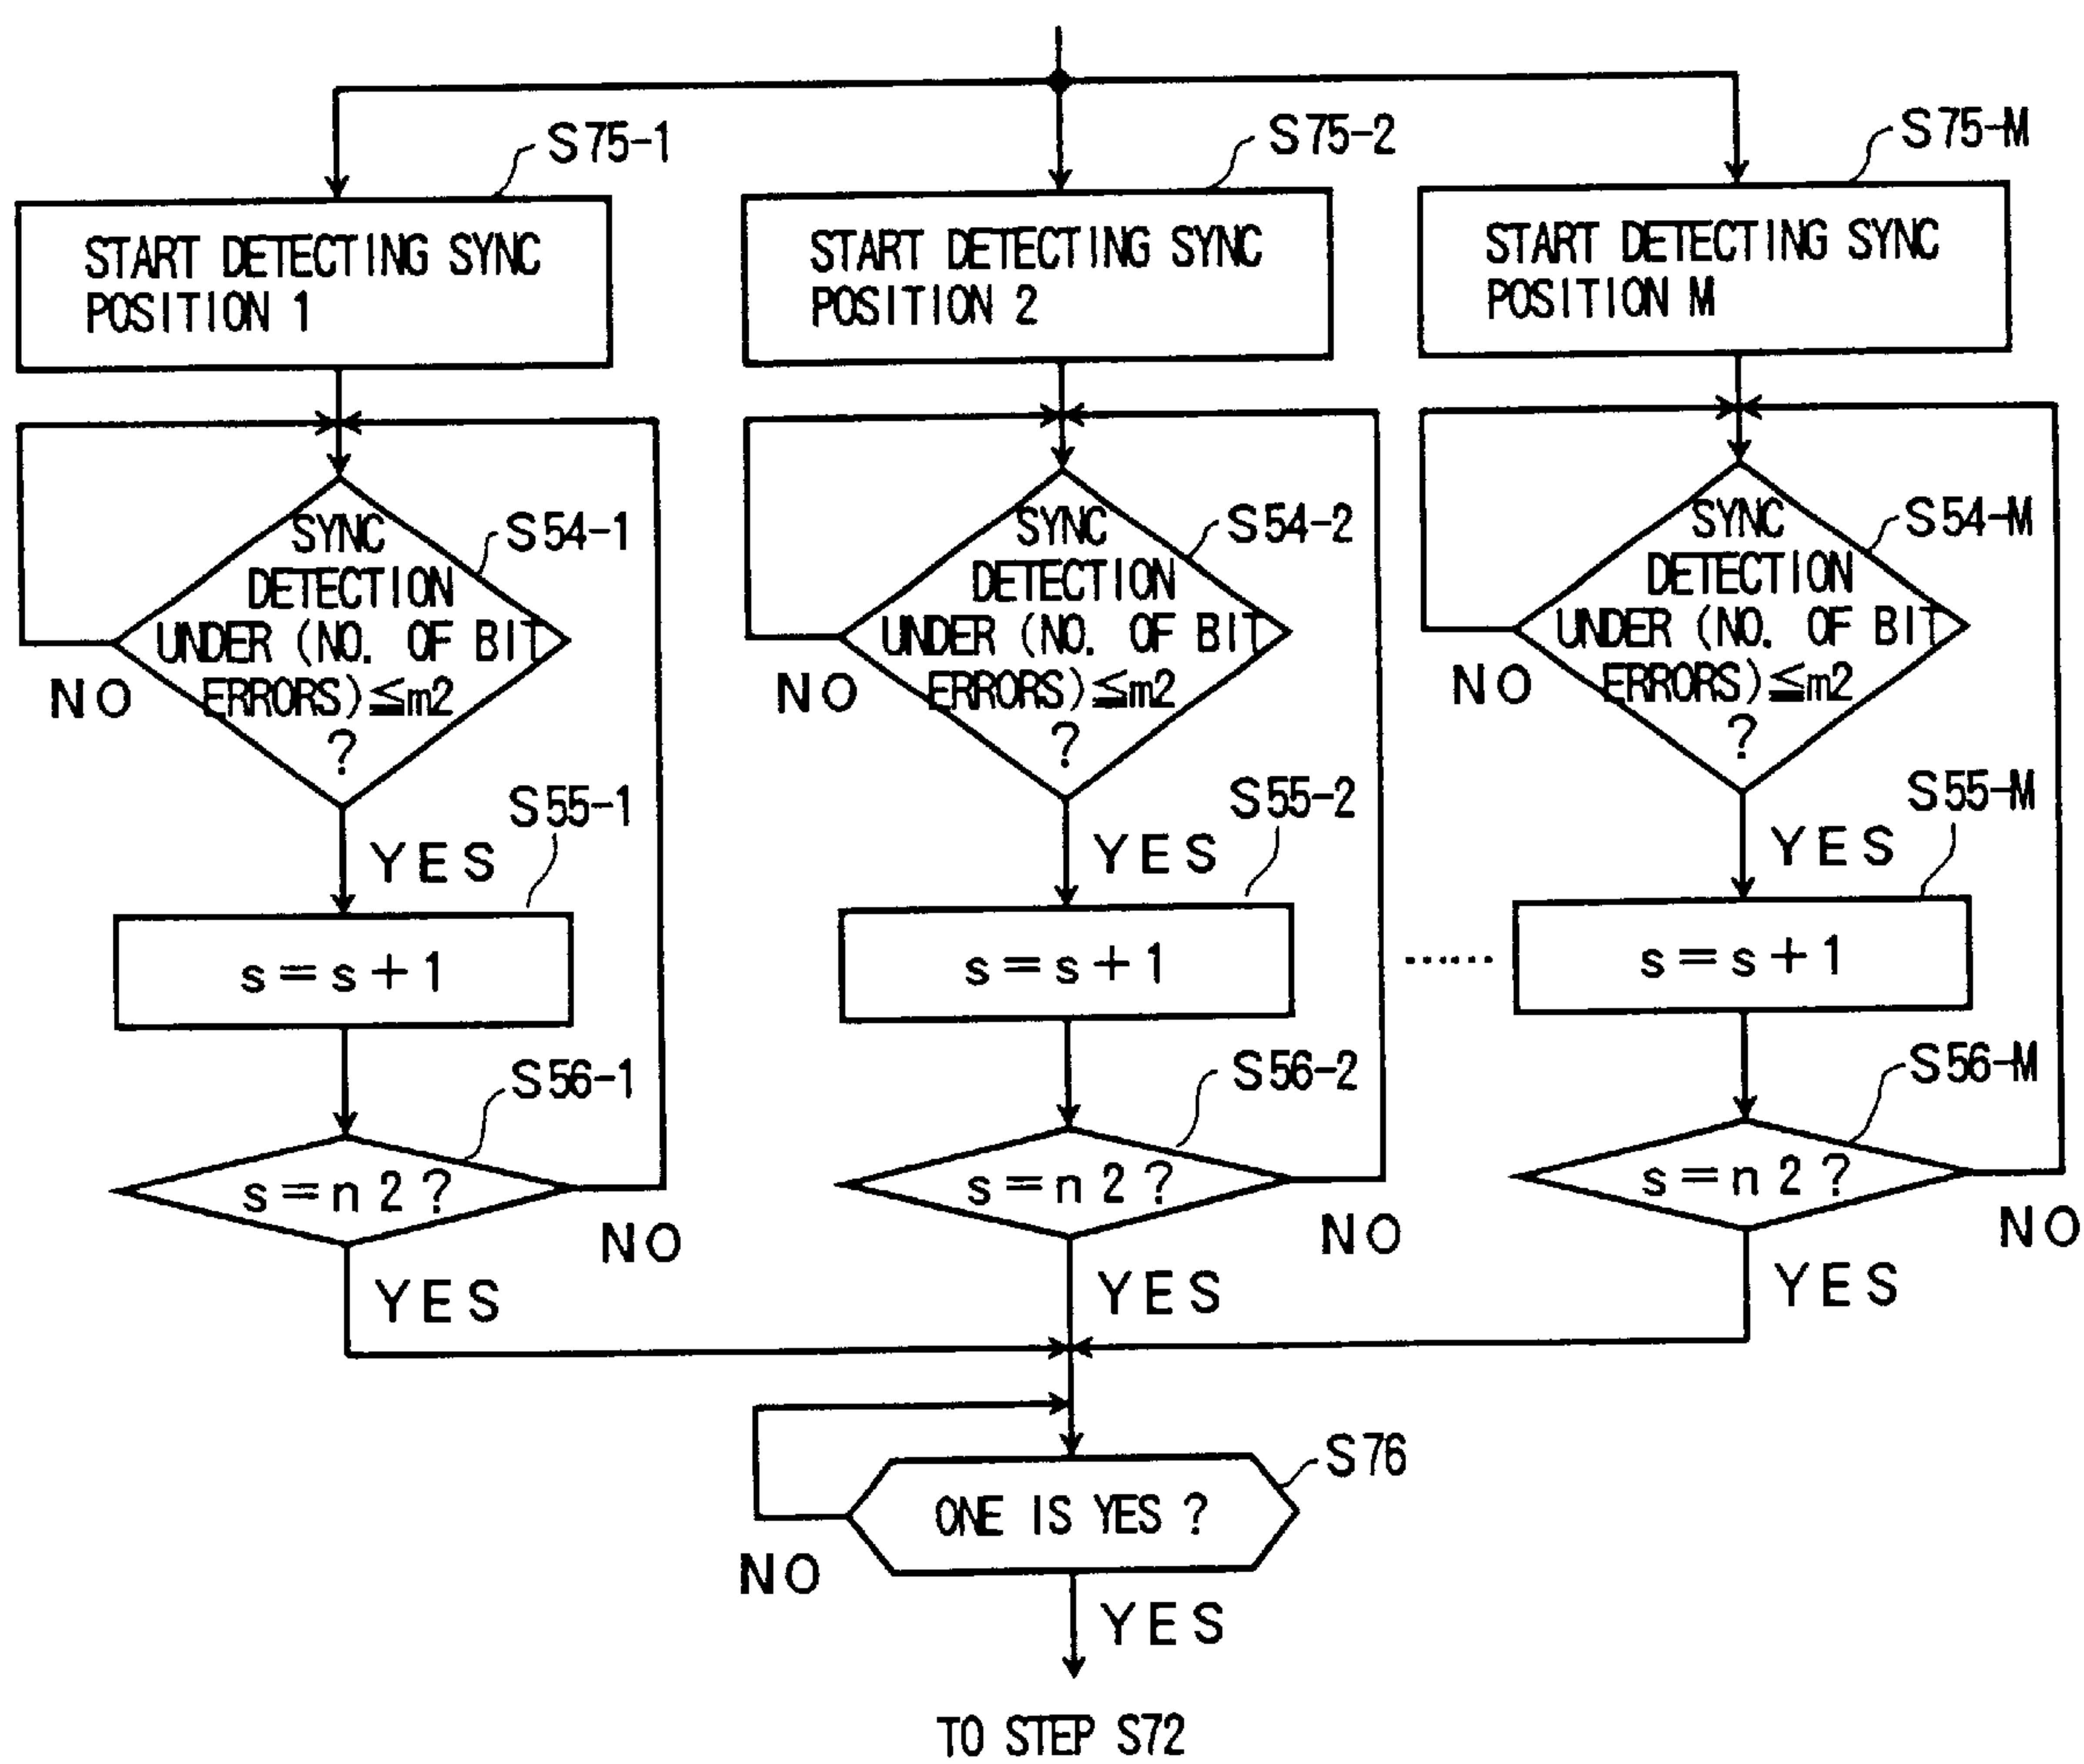 S75-1
S75-2
S75-M
START DETECTING SYNC
POSITION 1
START DETECTING SYNC
POSITION 2
START DETECTING SYNC
POSITION M
SYNC
DETECTION
UNDER (NO. OF BIT
ERRORS)≦m2
?
S54-1
NO
YES
SYNC
DETECTION
UNDER (NO. OF BIT
ERRORS)≦m2
?
S54-2
NO
YES
SYNC
DETECTION
UNDER (NO. OF BIT
ERRORS)≦m2
?
S54-M
NO
YES
S55-1
s=s+1
S55-2
s=s+1
......
S55-M
s=s+1
S56-1
s=n2?
NO
YES
S56-2
s=n2?
NO
YES
S56-M
s=n2?
NO
YES
S76
ONE IS YES ?
NO
YES
TO STEP S72